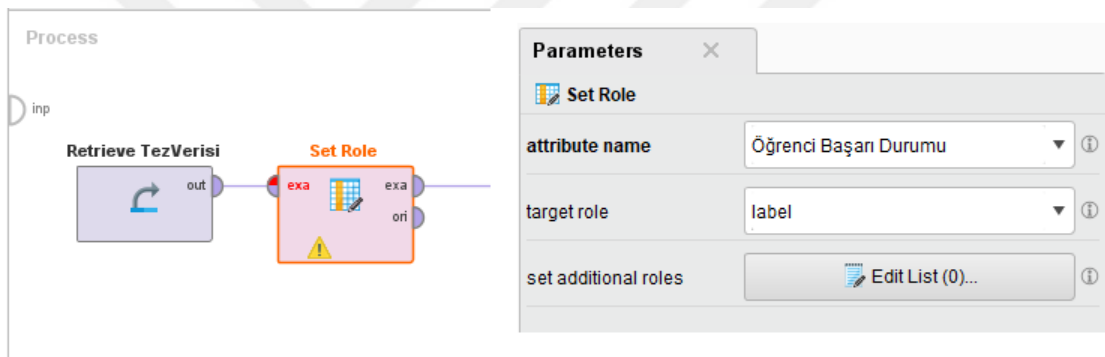 Process
inp
Retrieve TezVerisi
out
Set Role
exa
exa
ori
Parameters
Set Role
attribute name
Öğrenci Başarı Durumu
target role
label
set additional roles
Edit List (0)...